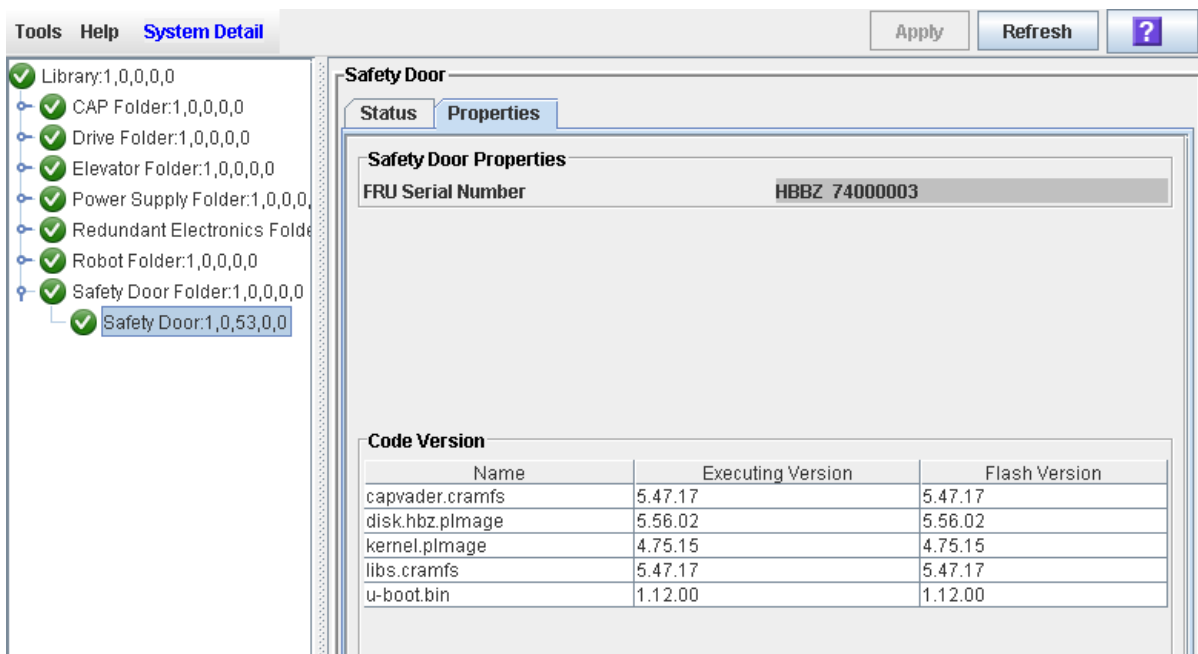 Tools Help System Detail Apply Refresh ?
Library:1,0,0,0,0
CAP Folder:1,0,0,0,0
Drive Folder:1,0,0,0,0
Elevator Folder:1,0,0,0,0
Power Supply Folder:1,0,0,0,
Redundant Electronics Folde
Robot Folder:1,0,0,0,0
Safety Door Folder:1,0,0,0,0
Safety Door:1,0,53,0,0
Safety Door
Status Properties
Safety Door Properties
FRU Serial Number HBBZ 74000003
Code Version
Name Executing Version Flash Version
capvader.cramfs 5.47.17 5.47.17
disk.hbz.pImage 5.56.02 5.56.02
kernel.pImage 4.75.15 4.75.15
libs.cramfs 5.47.17 5.47.17
u-boot.bin 1.12.00 1.12.00